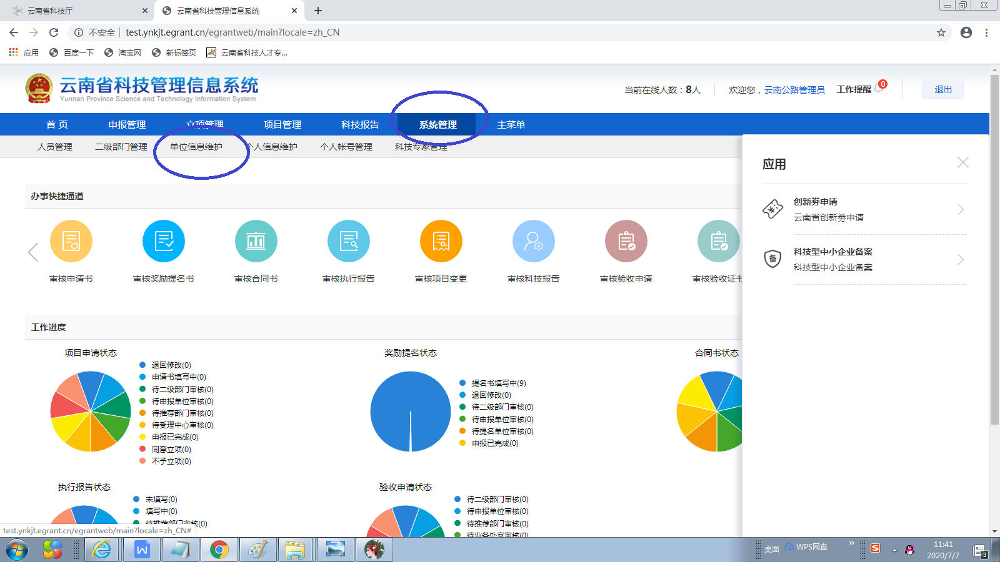 云南省科技厅
云南省科技管理信息系统
不安全 test.ynkjt.egrant.cn/egrantweb/main?locale=zh_CN
应用 百度一下 淘宝网 新标签页 云南省科技人才专...
云南省科技管理信息系统
Yunnan Province Science and Technology Information System
当前在线人数：8人 欢迎您，云南公路管理员 工作提醒 0 退出
首 页 申报管理 立项管理 项目管理 科技报告 系统管理 主菜单
人员管理 二级部门管理 单位信息维护 个人信息维护 个人帐号管理 科技专家管理
应用
创新劵申请
云南省创新劵申请
备
科技型中小企业备案
科技型中小企业备案
办事快捷通道
审核申请书 审核奖励提名书 审核合同书 审核执行报告 审核项目变更 审核科技报告 审核验收申请 审核验收证书
工作进度
项目申请状态
退回修改(0)
申请书填写中(0)
待二级部门审核(0)
待申报单位审核(0)
待推荐部门审核(0)
待受理中心审核(0)
申报已完成(0)
同意立项(0)
不予立项(0)
奖励提名状态
提名书填写中(9)
退回修改(0)
待二级部门审核(0)
待申报单位审核(0)
待提名单位审核(0)
申报已完成(0)
合同书状态
执行报告状态
未填写(0)
填写中(0)
待推荐部门审核(0)
验收申请状态
待二级部门审核(0)
待申报单位审核(0)
待推荐部门审核(0)
待业务处室审核(0)
test.ynkjt.egrant.cn/egrantweb/main?locale=zh_CN#
桌面 WPS网盘 »
11:41
2020/7/7
3